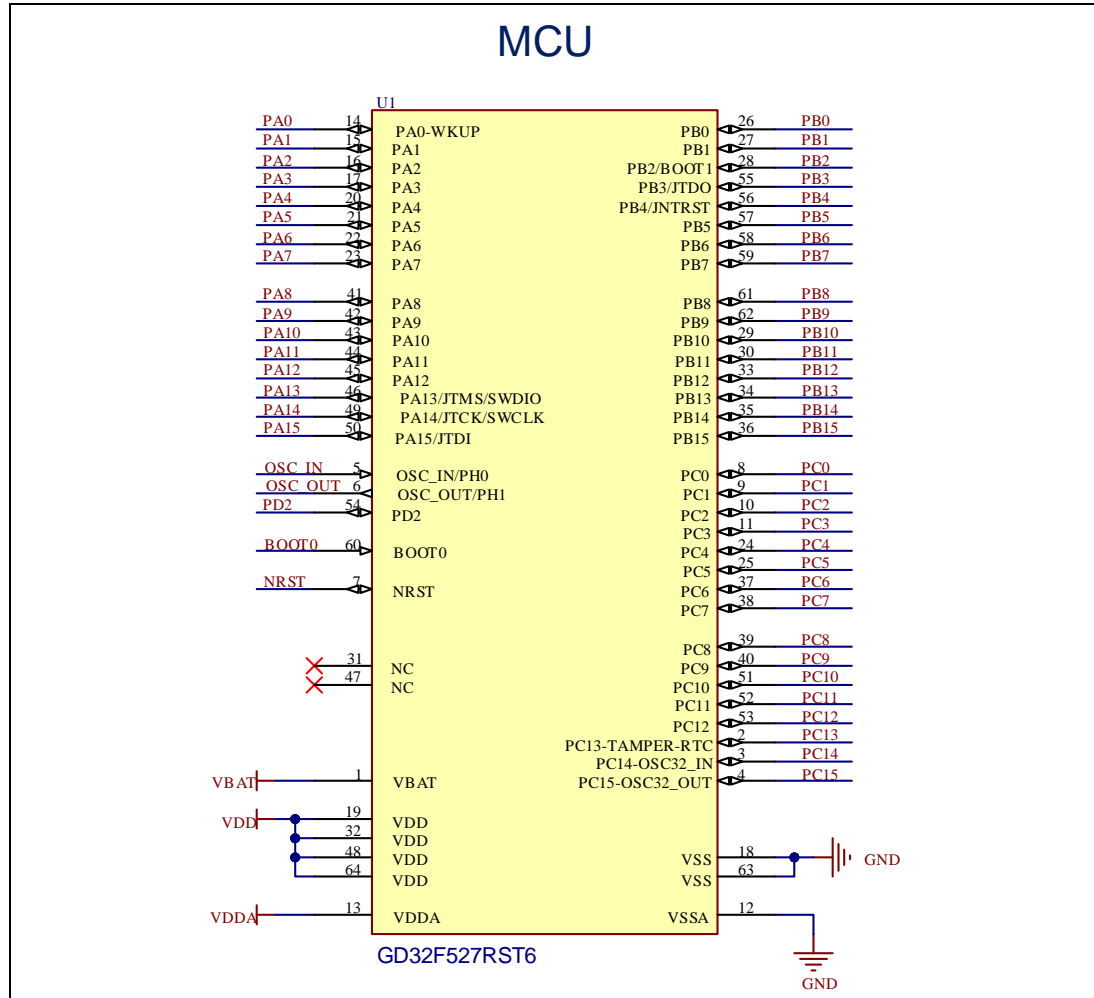 MCU
U1
PA0 14 PA0-WKUP PB0 26 PB0
PA1 15 PA1 PB1 27 PB1
PA2 16 PA2 PB2/BOOT1 28 PB2
PA3 17 PA3 PB3/JTDO 55 PB3
PA4 20 PA4 PB4/JNTRST 56 PB4
PA5 21 PA5 PB5 57 PB5
PA6 22 PA6 PB6 58 PB6
PA7 23 PA7 PB7 59 PB7
PA8 41 PA8 PB8 61 PB8
PA9 42 PA9 PB9 62 PB9
PA10 43 PA10 PB10 29 PB10
PA11 44 PA11 PB11 30 PB11
PA12 45 PA12 PB12 33 PB12
PA13 46 PA13/JTMS/SWDIO PB13 34 PB13
PA14 49 PA14/JTCK/SWCLK PB14 35 PB14
PA15 50 PA15/JTDI PB15 36 PB15
OSC_IN 5 OSC_IN/PH0 PC0 8 PC0
OSC_OUT 6 OSC_OUT/PH1 PC1 9 PC1
PD2 54 PD2 PC2 10 PC2
PC3 11 PC3
BOOT0 60 BOOT0 PC4 24 PC4
PC5 25 PC5
NRST 7 NRST PC6 37 PC6
PC7 38 PC7
PC8 39 PC8
31 NC PC9 40 PC9
47 NC PC10 51 PC10
PC11 52 PC11
PC12 53 PC12
PC13-TAMPER-RTC 2 PC13
PC14-OSC32_IN 3 PC14
VBAT 1 VBAT PC15-OSC32_OUT 4 PC15
VDD 19 VDD
32 VDD
48 VDD VSS 18 GND
64 VDD VSS 63
VDDA 13 VDDA VSSA 12
GND
GD32F527RST6